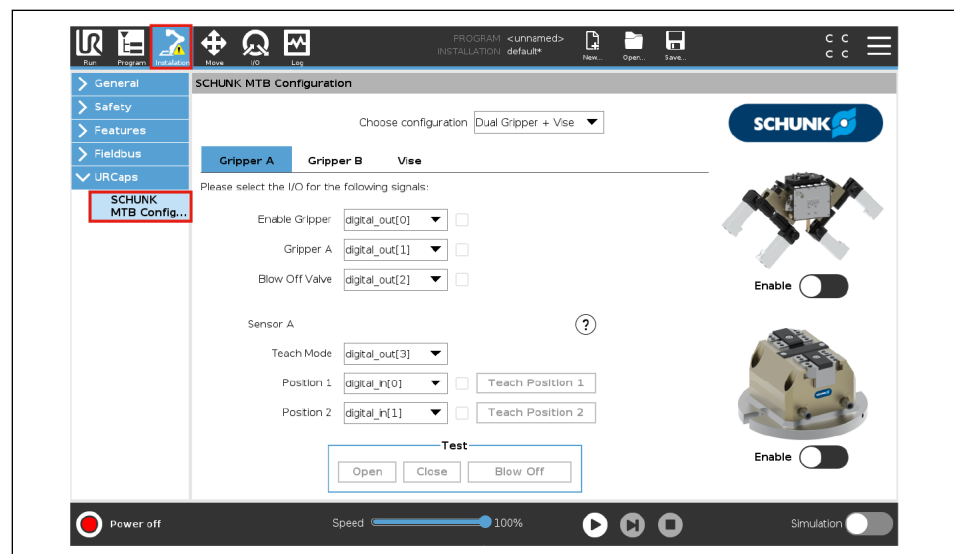 PROGRAM <unnamed>
INSTALLATION default*
Run Program Installation Move I/O Log New... Open... Save...
C C
C C
General
Safety
Features
Fieldbus
URCaps
SCHUNK
MTB Config...
SCHUNK MTB Configuration
Choose configuration Dual Gripper + Vise
SCHUNK
Gripper A Gripper B Vise
Please select the I/O for the following signals:
Enable Gripper digital_out[0]
Gripper A digital_out[1]
Blow Off Valve digital_out[2]
Enable
Sensor A ?
Teach Mode digital_out[3]
Position 1 digital_in[0] Teach Position 1
Position 2 digital_in[1] Teach Position 2
Test
Open Close Blow Off
Enable
Power off Speed 100% Simulation